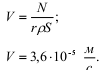 V = N / (rρS);
V = 3,6·10⁻⁵ м/с.